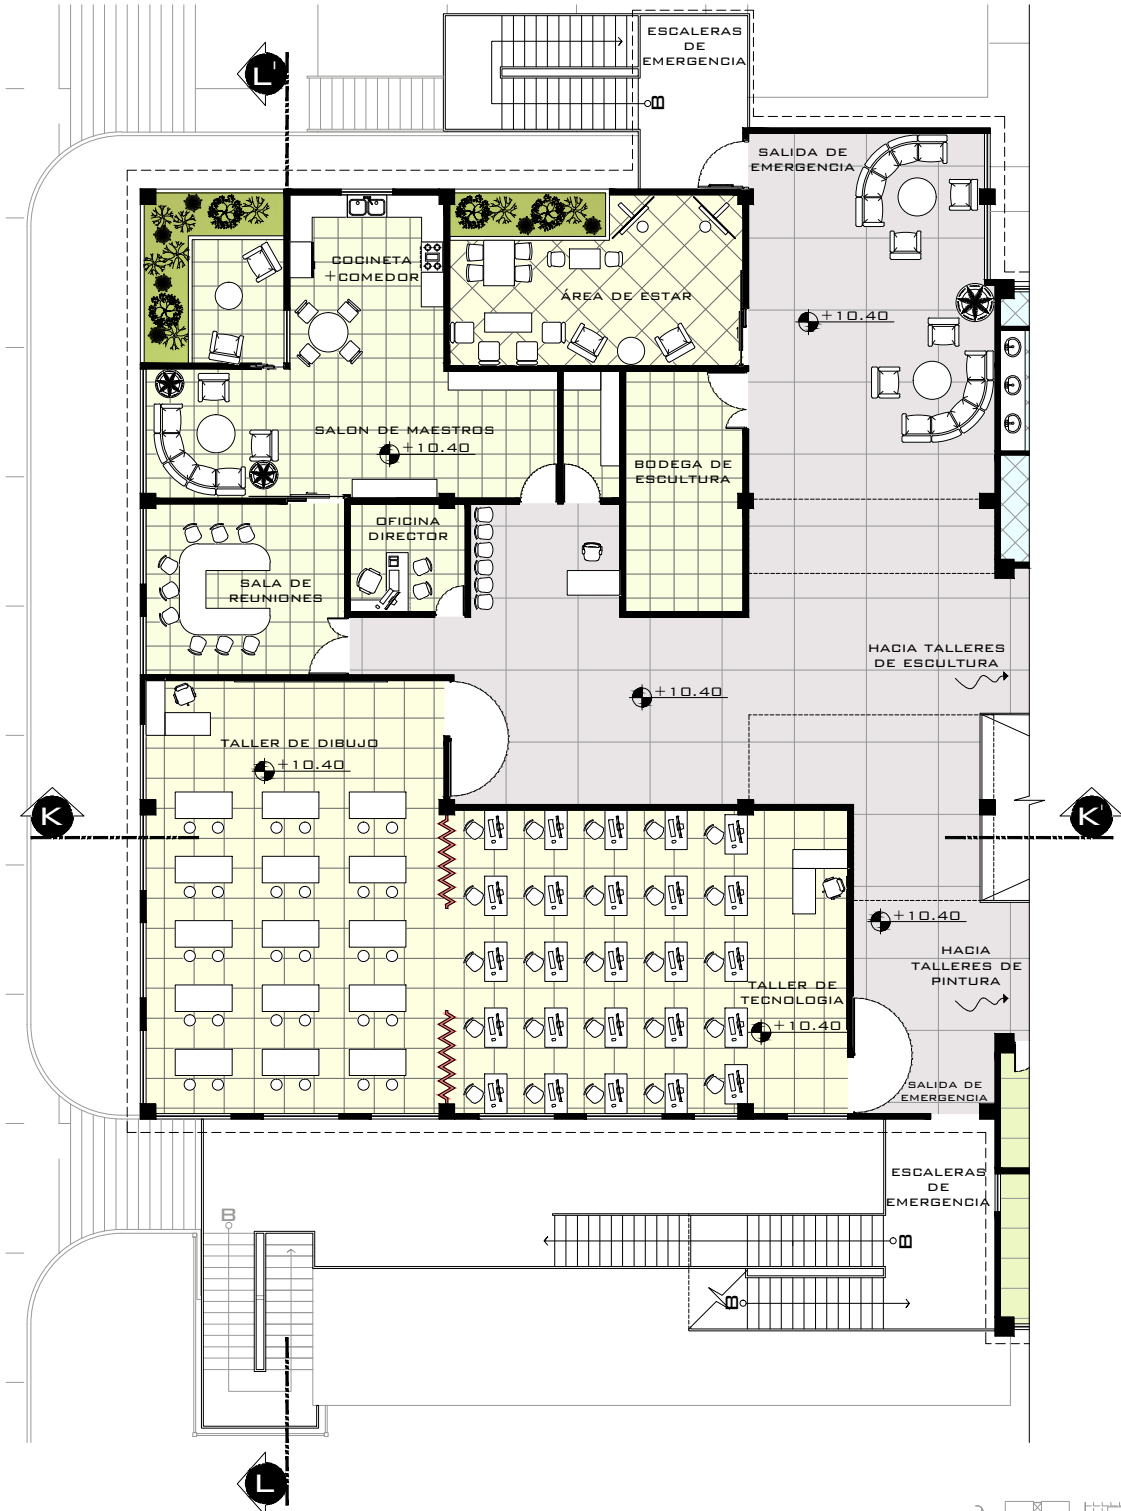 ESCALERAS
DE
EMERGENCIA
L'
B
SALIDA DE
EMERGENCIA
COCINETA
+COMEDOR
ÁREA DE ESTAR
+10.40
SALON DE MAESTROS
+10.40
BODEGA DE
ESCULTURA
OFICINA
DIRECTOR
SALA DE
REUNIONES
HACIA TALLERES
DE ESCULTURA
+10.40
TALLER DE DIBUJO
+10.40
K
K'
+10.40
HACIA
TALLERES DE
PINTURA
TALLER DE
TECNOLOGIA
+10.40
SALIDA DE
EMERGENCIA
ESCALERAS
DE
EMERGENCIA
B
B
B
L